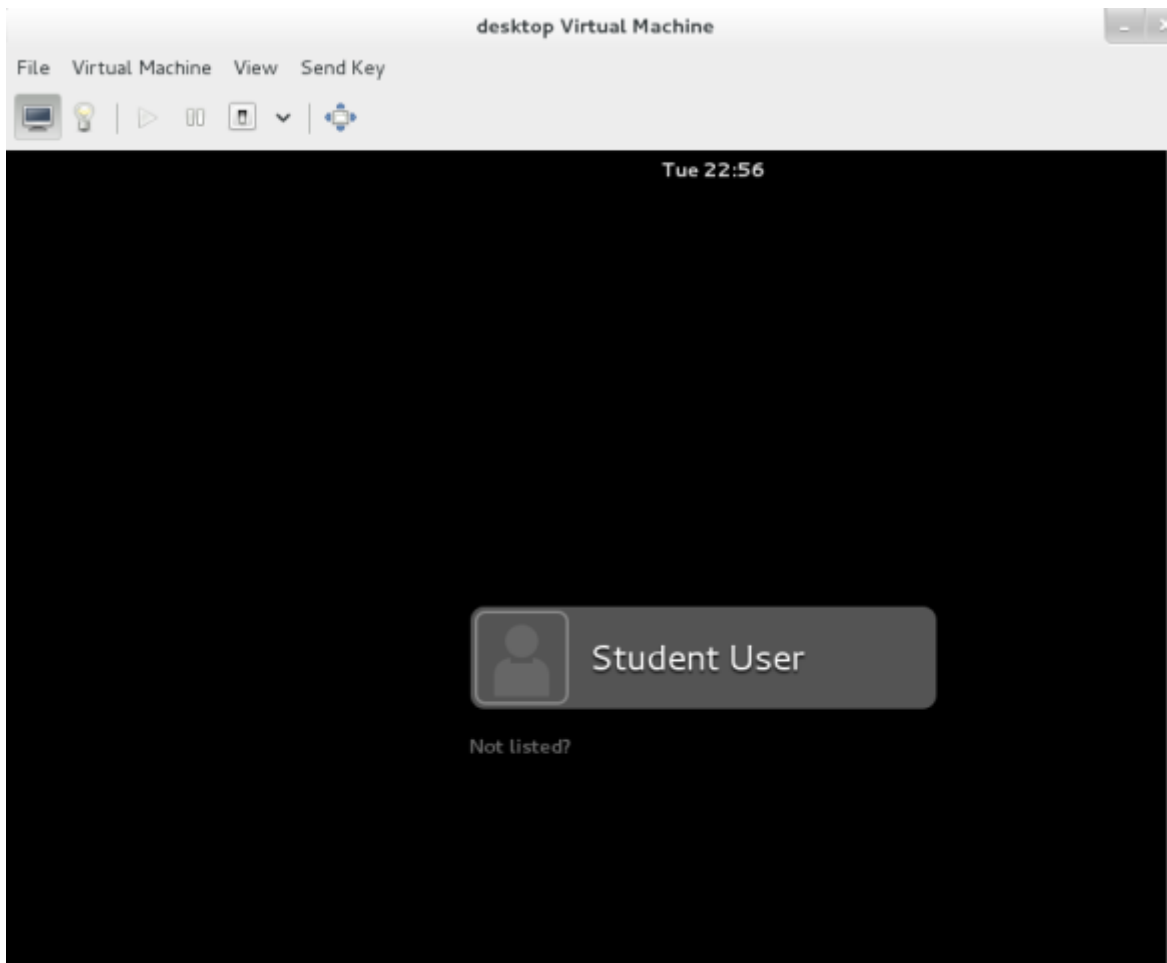 desktop Virtual Machine
File Virtual Machine View Send Key
Tue 22:56
Student User
Not listed?